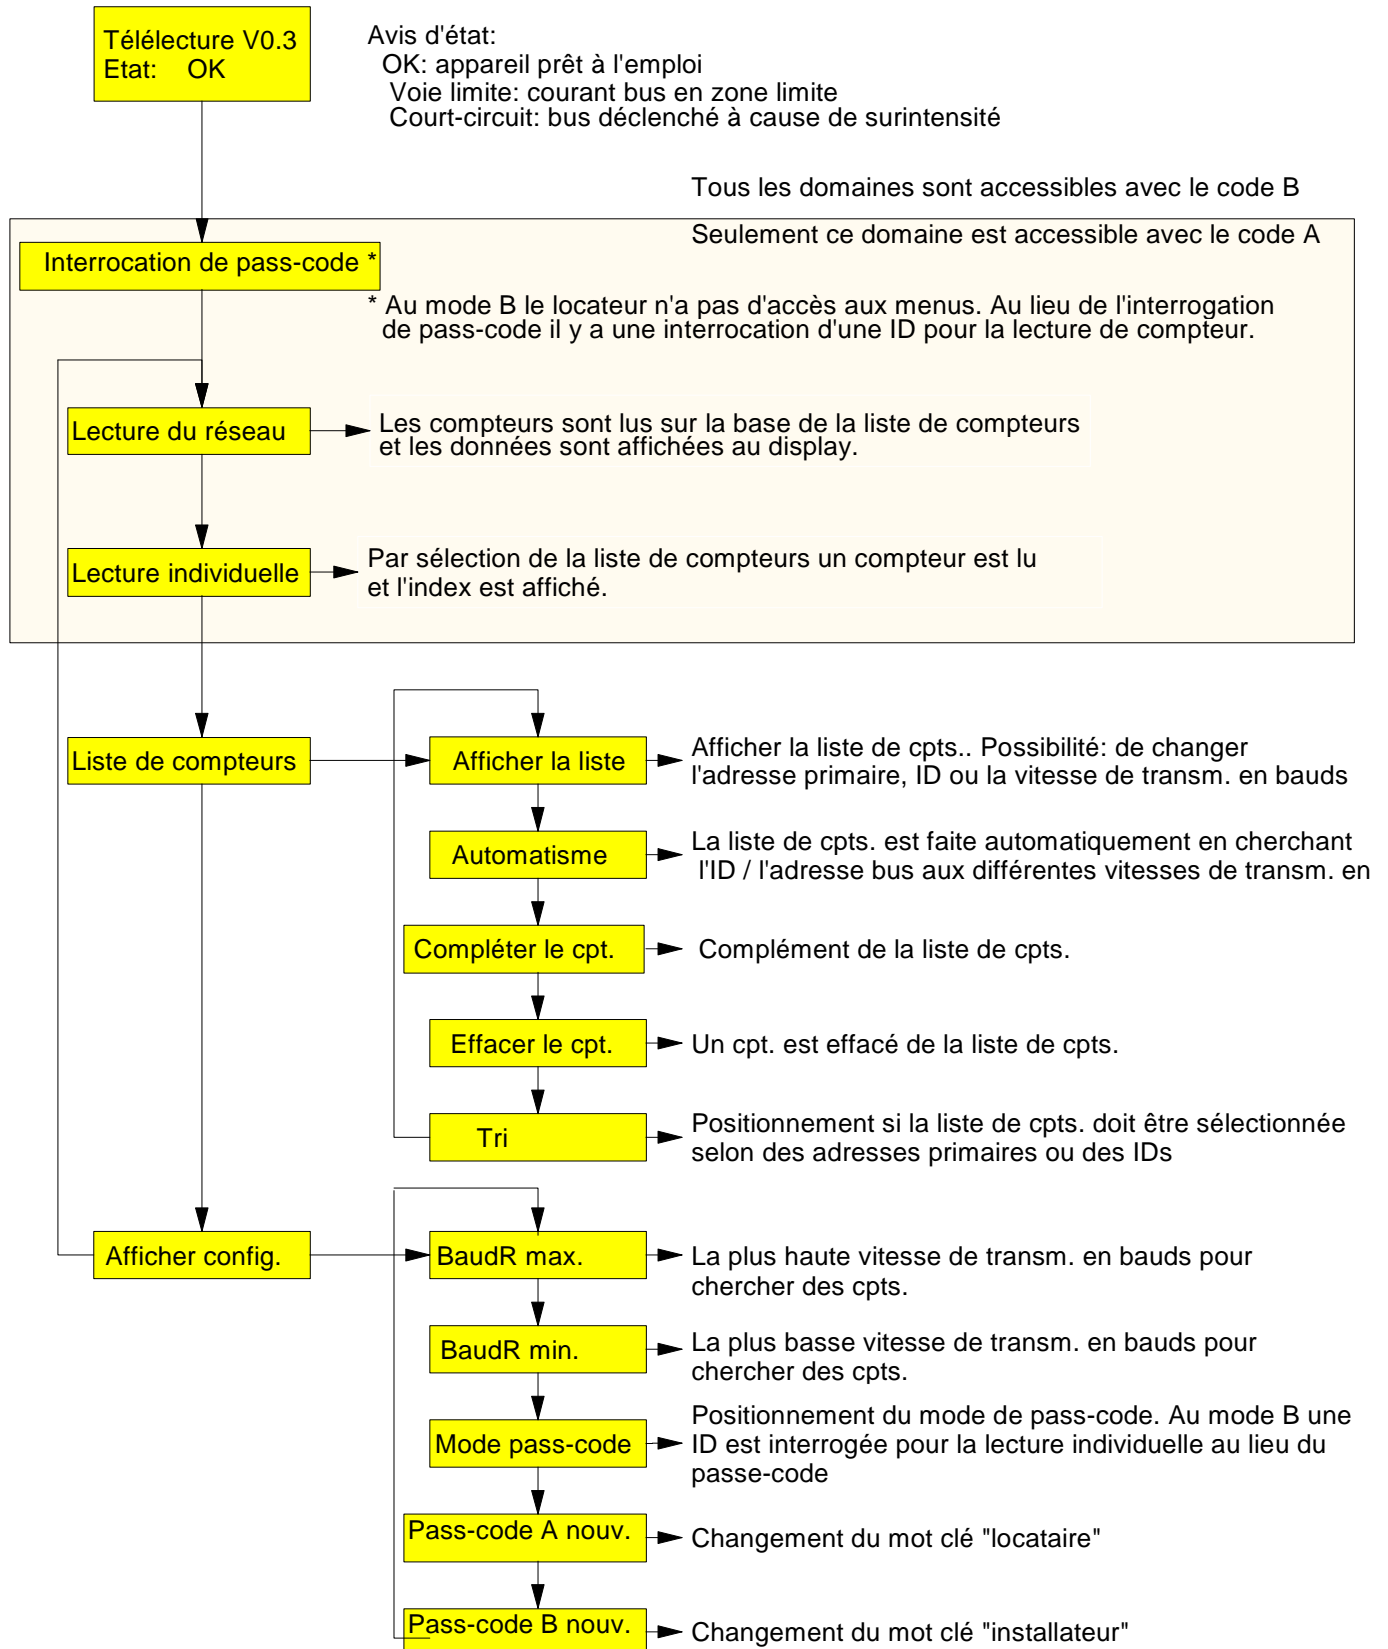 Télélecture V0.3
Etat: OK
Avis d'état:
OK: appareil prêt à l'emploi
Voie limite: courant bus en zone limite
Court-circuit: bus déclenché à cause de surintensité
Tous les domaines sont accessibles avec le code B
Seulement ce domaine est accessible avec le code A
Interrocation de pass-code *
* Au mode B le locateur n'a pas d'accès aux menus. Au lieu de l'interrogation
de pass-code il y a une interrocation d'une ID pour la lecture de compteur.
Lecture du réseau
Les compteurs sont lus sur la base de la liste de compteurs
et les données sont affichées au display.
Lecture individuelle
Par sélection de la liste de compteurs un compteur est lu
et l'index est affiché.
Liste de compteurs
Afficher la liste
Afficher la liste de cpts.. Possibilité: de changer
l'adresse primaire, ID ou la vitesse de transm. en bauds
Automatisme
La liste de cpts. est faite automatiquement en cherchant
l'ID / l'adresse bus aux différentes vitesses de transm. en
Compléter le cpt.
Complément de la liste de cpts.
Effacer le cpt.
Un cpt. est effacé de la liste de cpts.
Tri
Positionnement si la liste de cpts. doit être sélectionnée
selon des adresses primaires ou des IDs
Afficher config.
BaudR max.
La plus haute vitesse de transm. en bauds pour
chercher des cpts.
BaudR min.
La plus basse vitesse de transm. en bauds pour
chercher des cpts.
Mode pass-code
Positionnement du mode de pass-code. Au mode B une
ID est interrogée pour la lecture individuelle au lieu du
passe-code
Pass-code A nouv.
Changement du mot clé "locataire"
Pass-code B nouv.
Changement du mot clé "installateur"